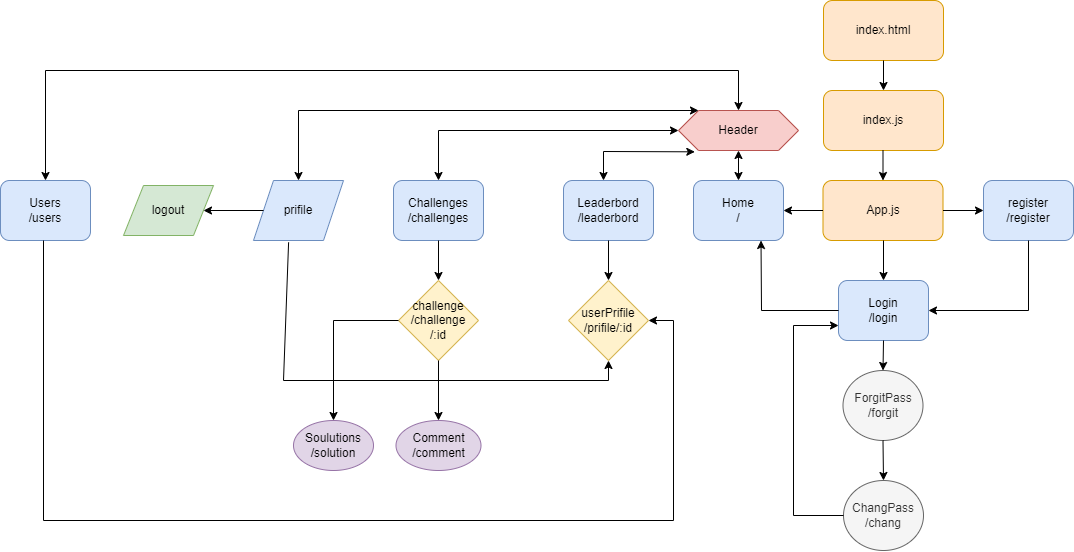 index.html
index.js
Header
Users
/users
logout
prifile
Challenges
/challenges
Leaderbord
/leaderbord
Home
/
App.js
register
/register
challenge
/challenge
/:id
userPrifile
/prifile/:id
Login
/login
ForgitPass
/forgit
Soulutions
/solution
Comment
/comment
ChangPass
/chang